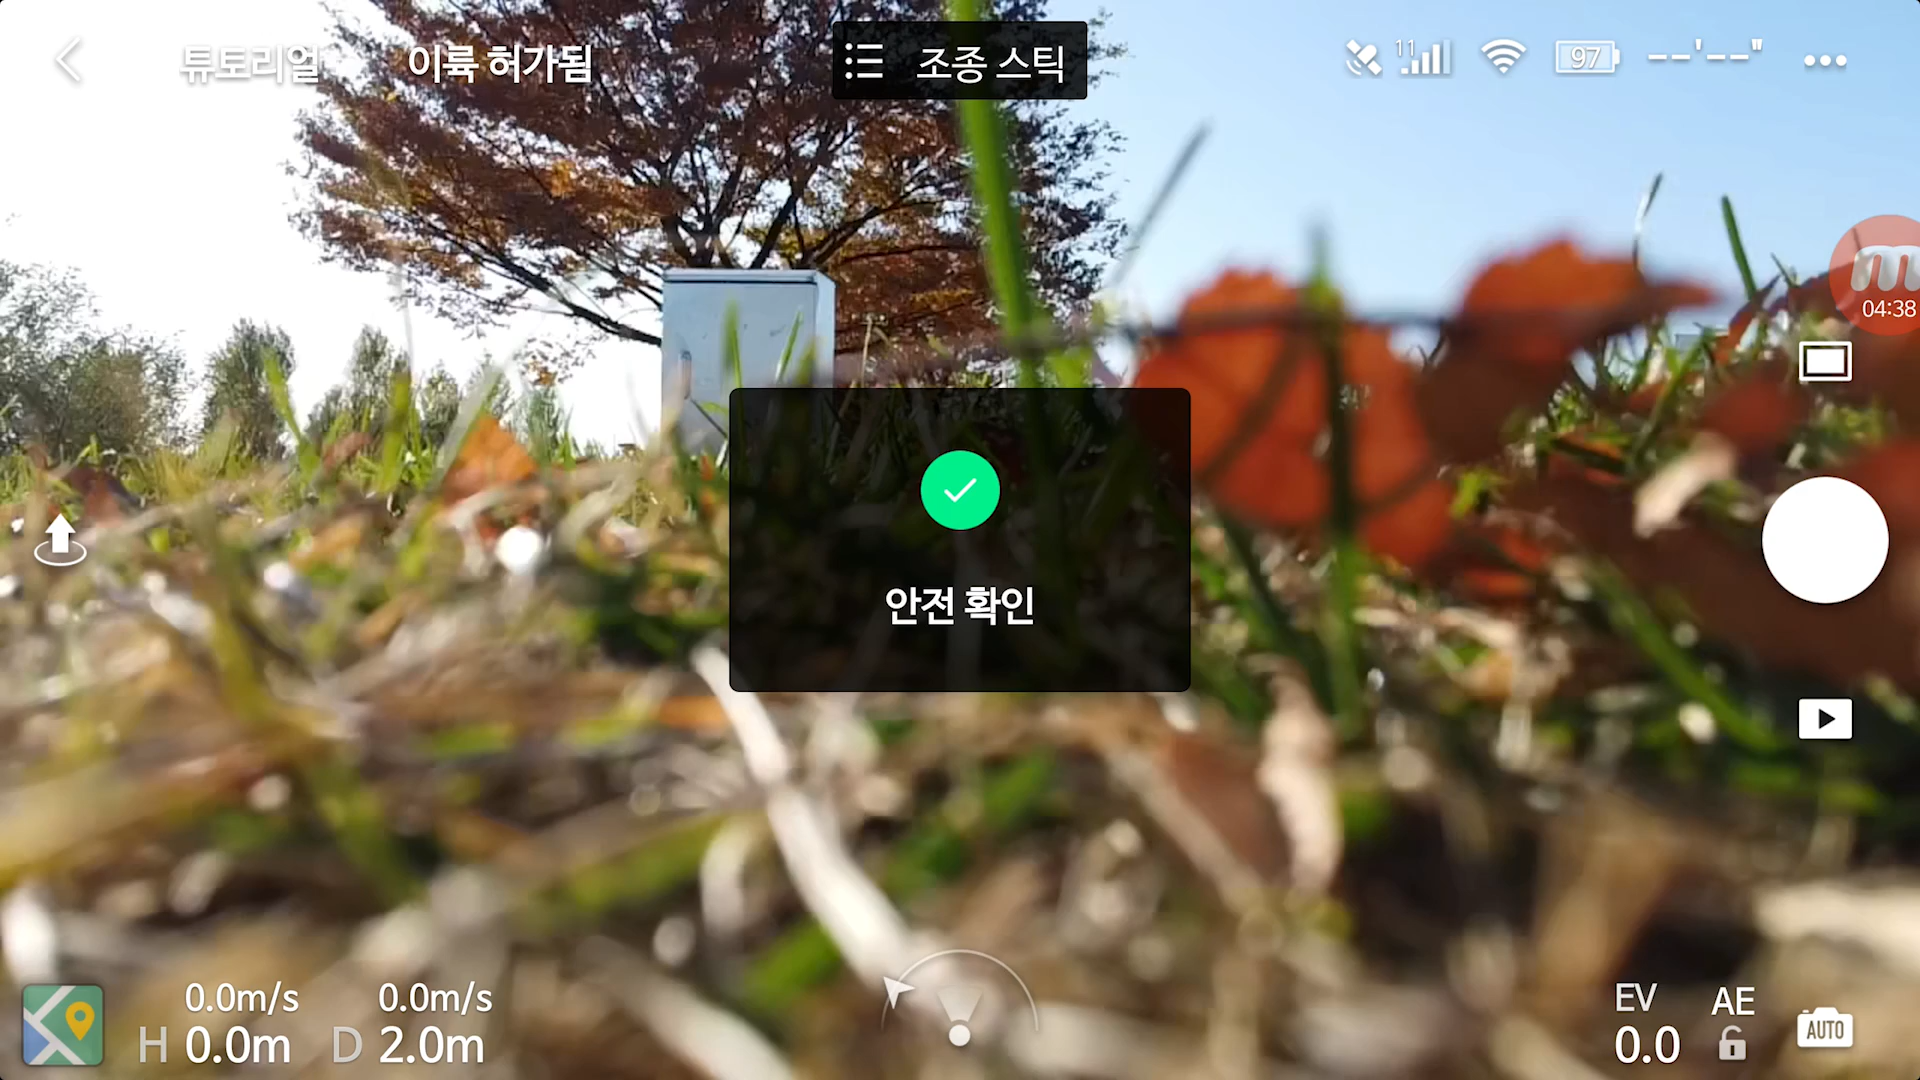 튜토리얼
이륙 허가됨
조종 스틱
11
97
--'--"
m
04:38
안전 확인
0.0m/s
0.0m/s
H 0.0m
D 2.0m
EV
0.0
AE
AUTO